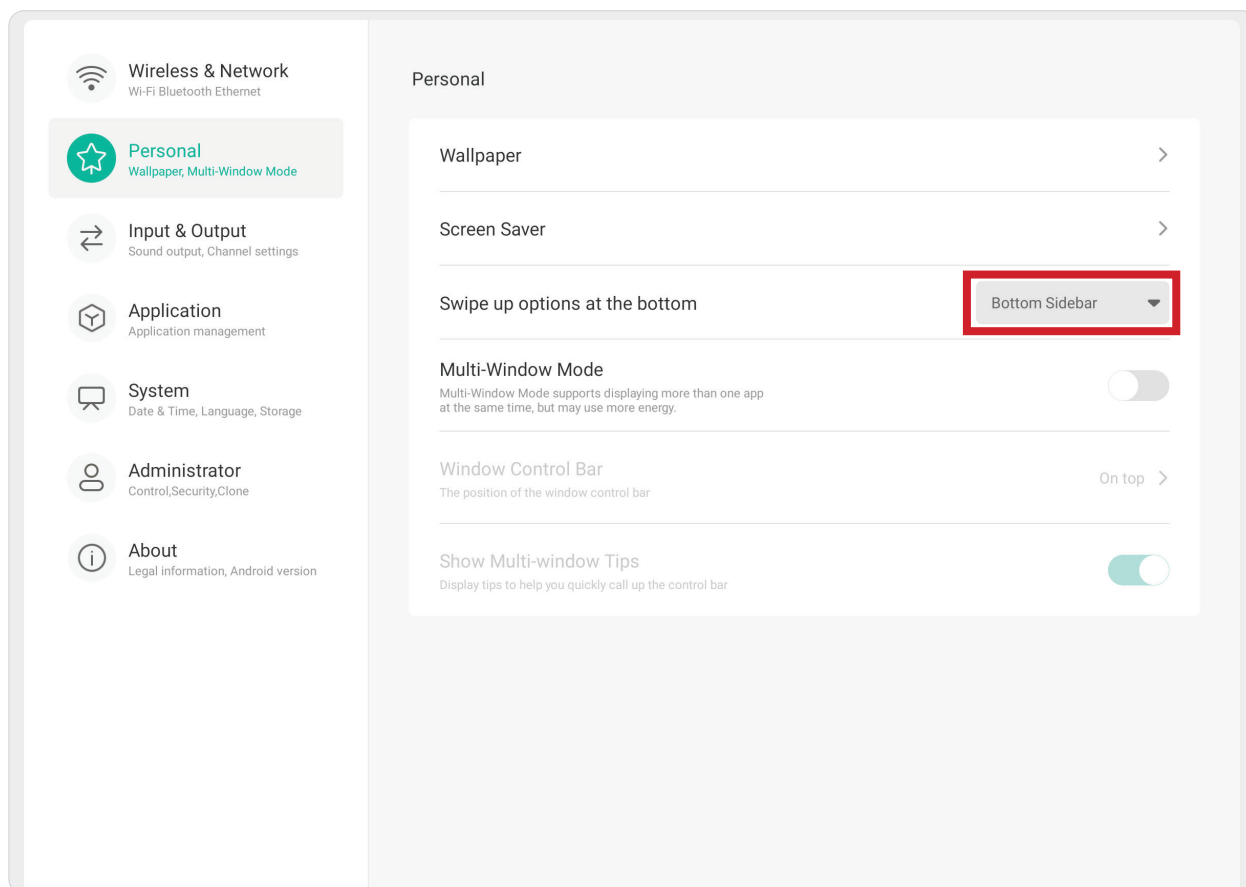 Wireless & Network
Wi-Fi Bluetooth Ethernet
Personal
Wallpaper, Multi-Window Mode
Input & Output
Sound output, Channel settings
Application
Application management
System
Date & Time, Language, Storage
Administrator
Control,Security,Clone
About
Legal information, Android version
Personal
Wallpaper
Screen Saver
Swipe up options at the bottom
Bottom Sidebar
Multi-Window Mode
Multi-Window Mode supports displaying more than one app
at the same time, but may use more energy.
Window Control Bar
The position of the window control bar
On top
Show Multi-window Tips
Display tips to help you quickly call up the control bar